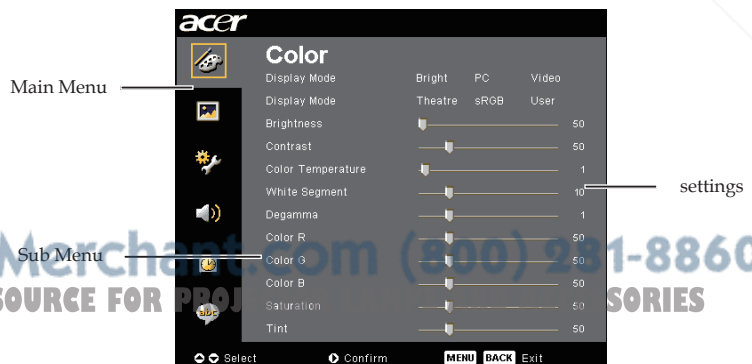 acer
Color
Display Mode Bright PC Video
Display Mode Theatre sRGB User
Brightness 50
Contrast 50
Color Temperature 1
White Segment 10
Degamma 1
Color R 50
Color G 50
Color B 50
Saturation 50
Tint 50
Select Confirm MENU BACK Exit
Main Menu
Sub Menu
settings
abc
Merchant.com (800) 281-8860
SOURCE FOR PROJ SORIES